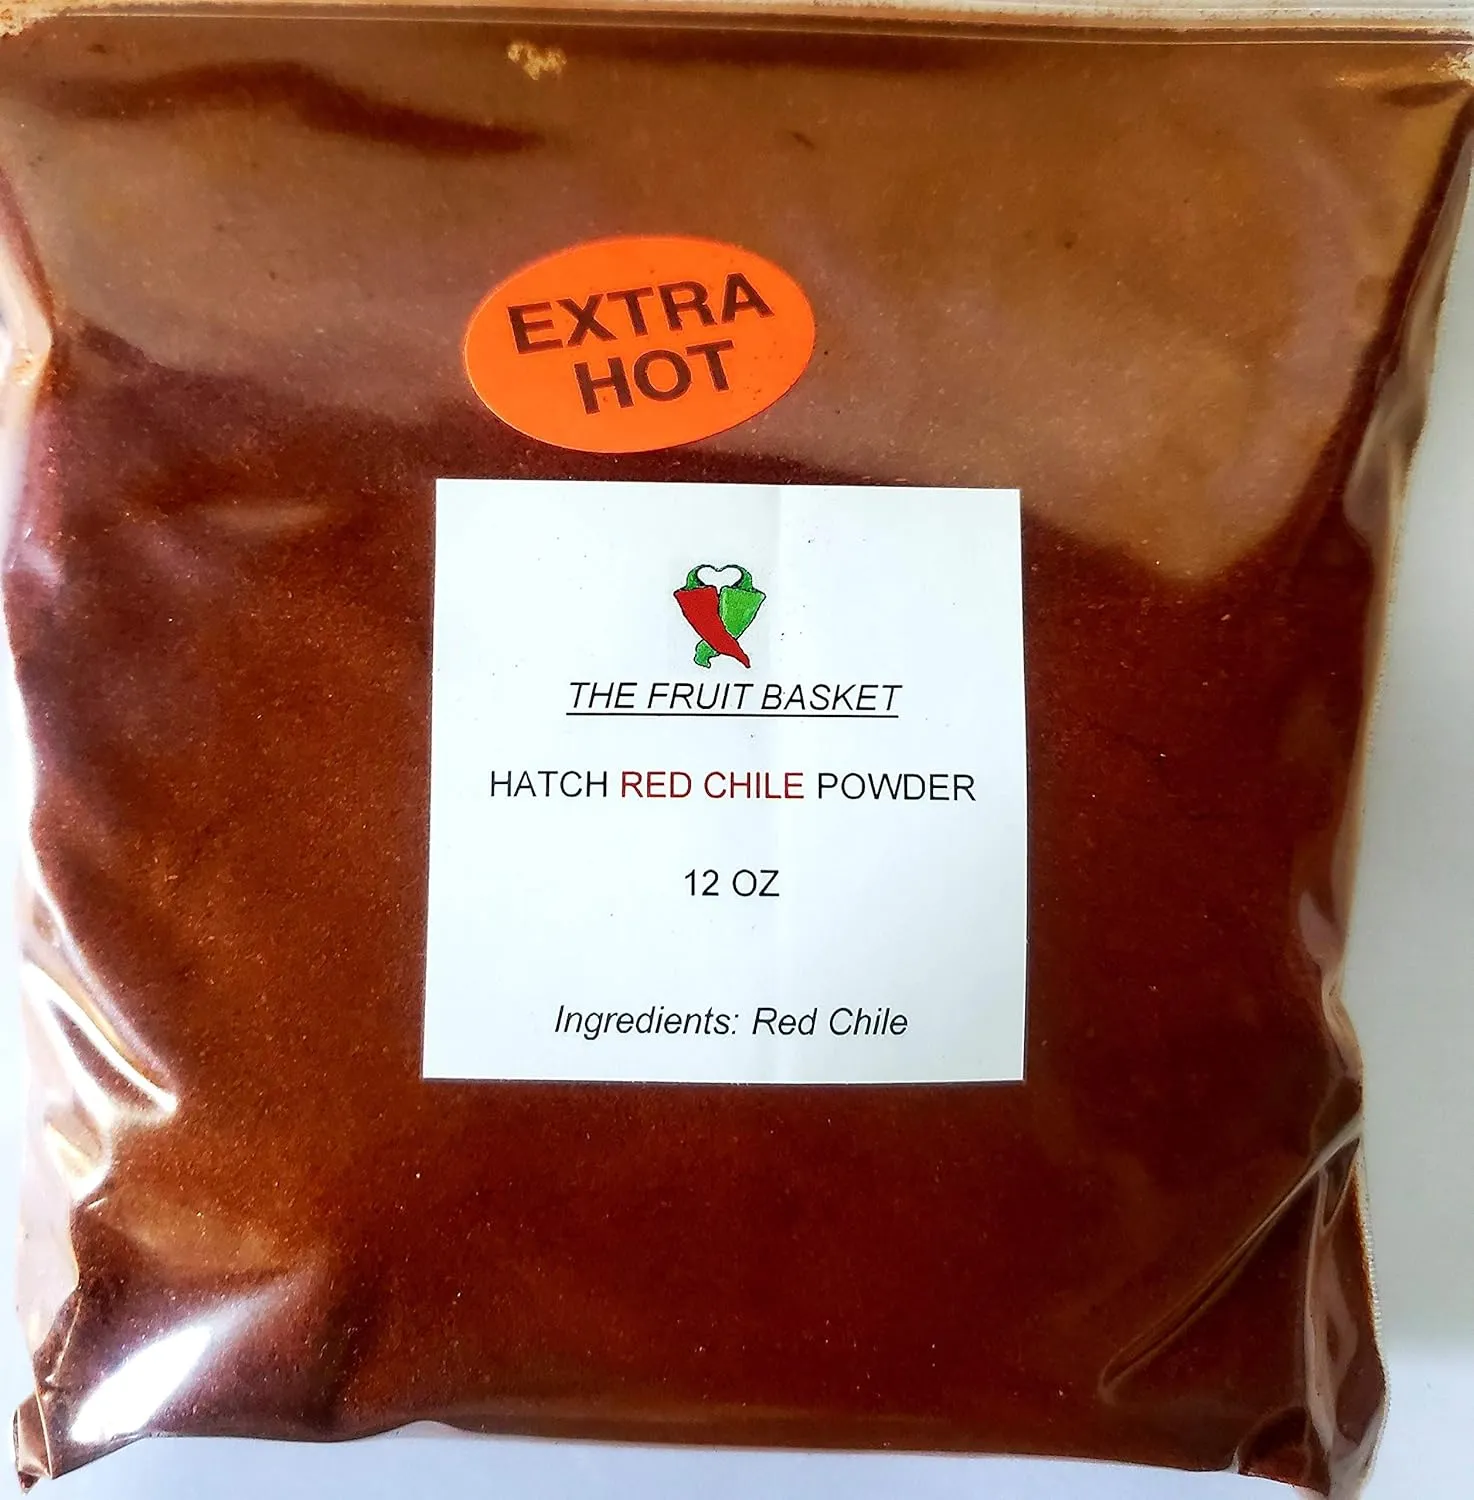 EXTRA
HOT
THE FRUIT BASKET
HATCH RED CHILE POWDER
12 OZ
Ingredients: Red Chile